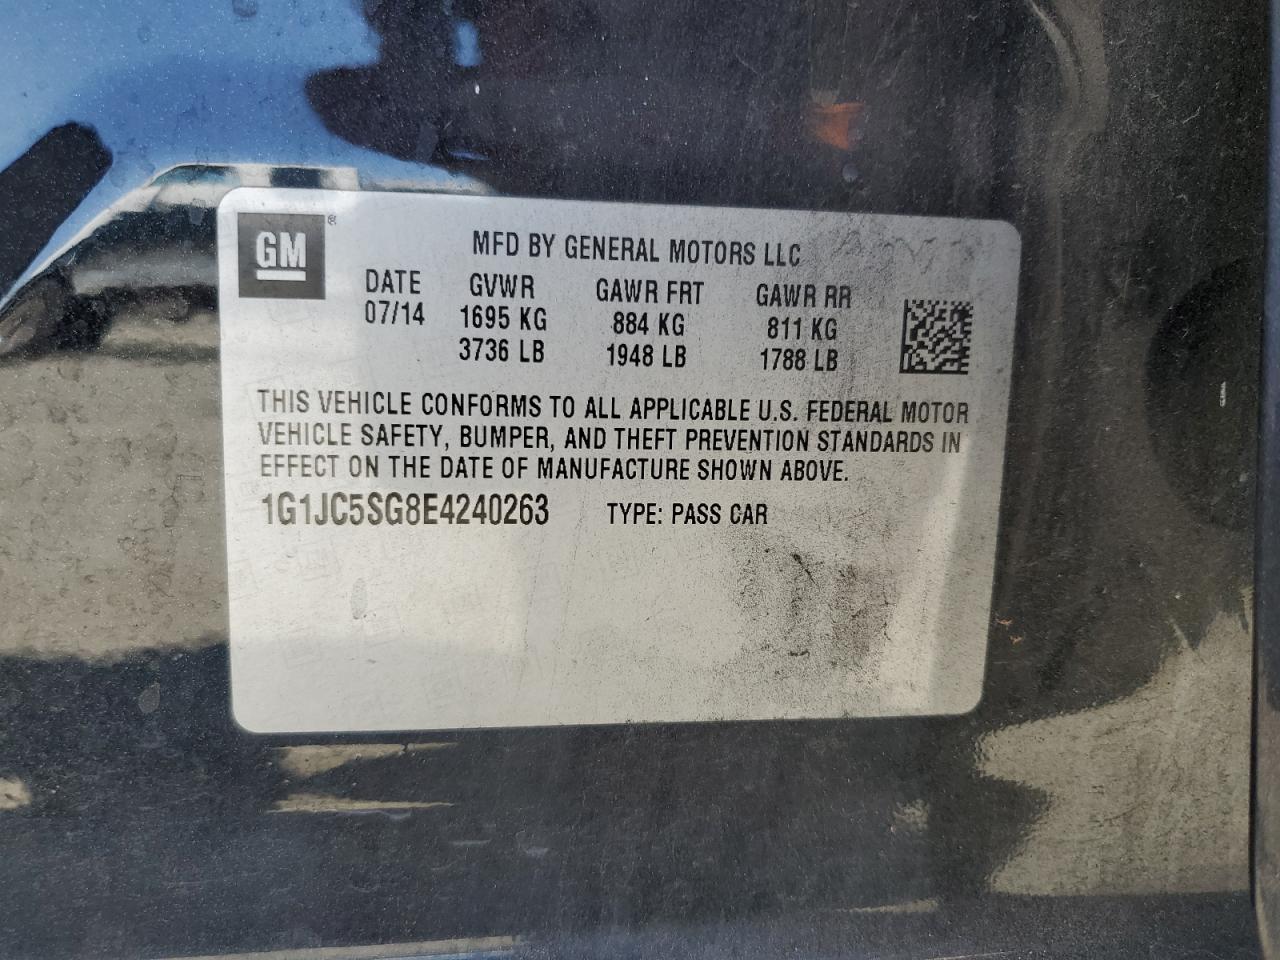 GM ®
MFD BY GENERAL MOTORS LLC
DATE GVWR GAWR FRT GAWR RR
07/14 1695 KG 884 KG 811 KG
3736 LB 1948 LB 1788 LB
THIS VEHICLE CONFORMS TO ALL APPLICABLE U.S. FEDERAL MOTOR
VEHICLE SAFETY, BUMPER, AND THEFT PREVENTION STANDARDS IN
EFFECT ON THE DATE OF MANUFACTURE SHOWN ABOVE.
1G1JC5SG8E4240263 TYPE: PASS CAR